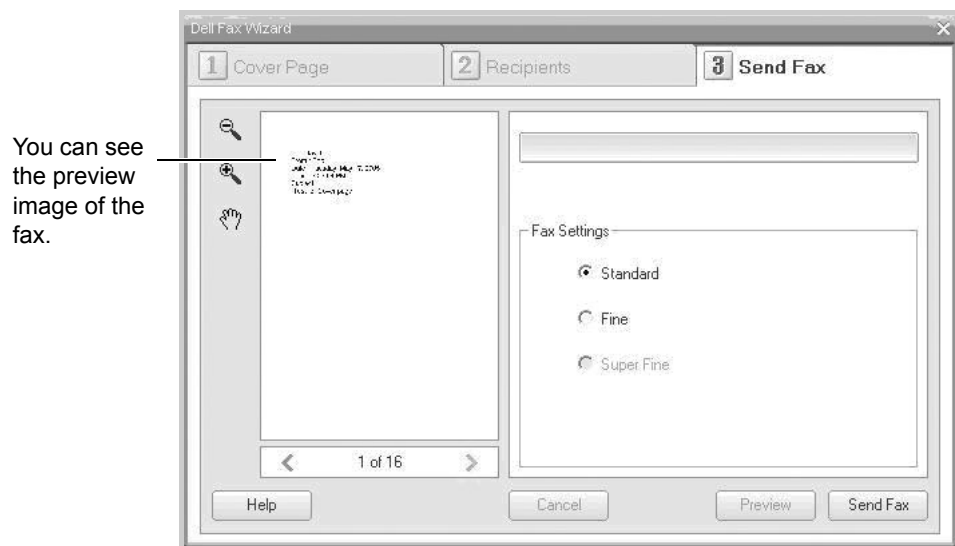 Dell Fax Wizard
1 Cover Page
2 Recipients
3 Send Fax
You can see
the preview
image of the
fax.
Fax Settings
Standard
Fine
Super Fine
1 of 16
Help
Cancel
Preview
Send Fax